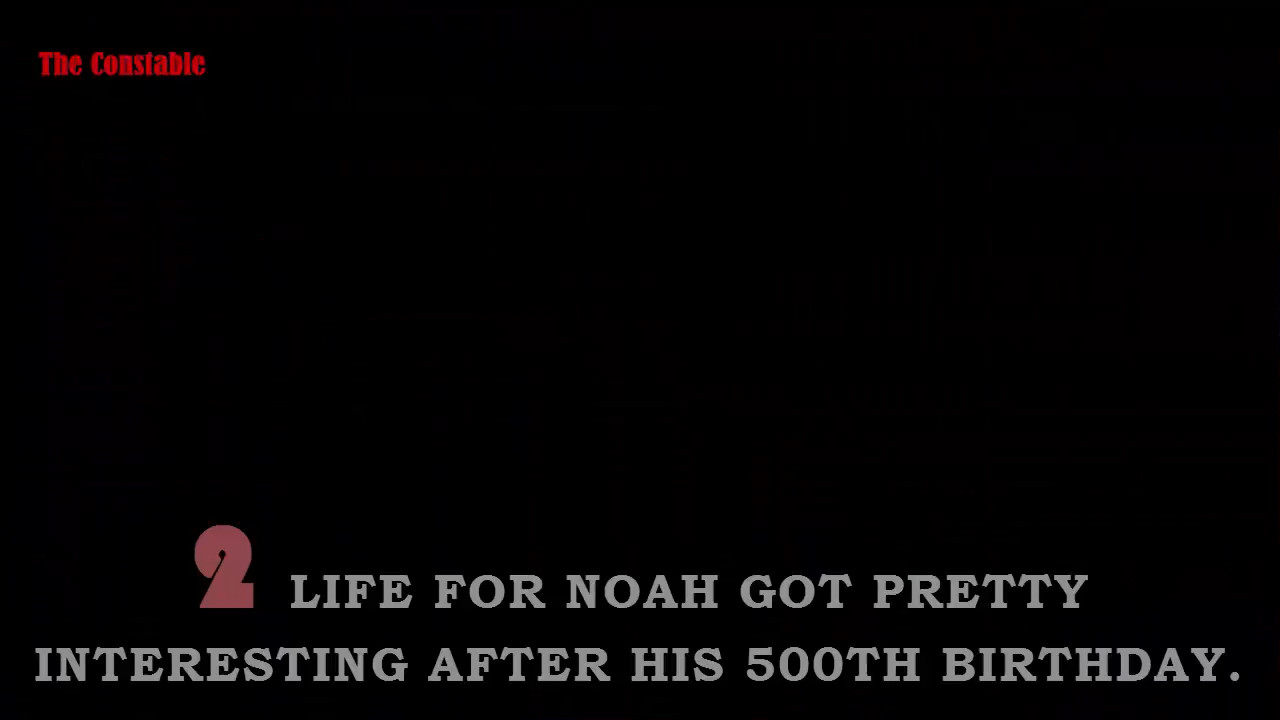 The Constable
2 LIFE FOR NOAH GOT PRETTY
INTERESTING AFTER HIS 500TH BIRTHDAY.